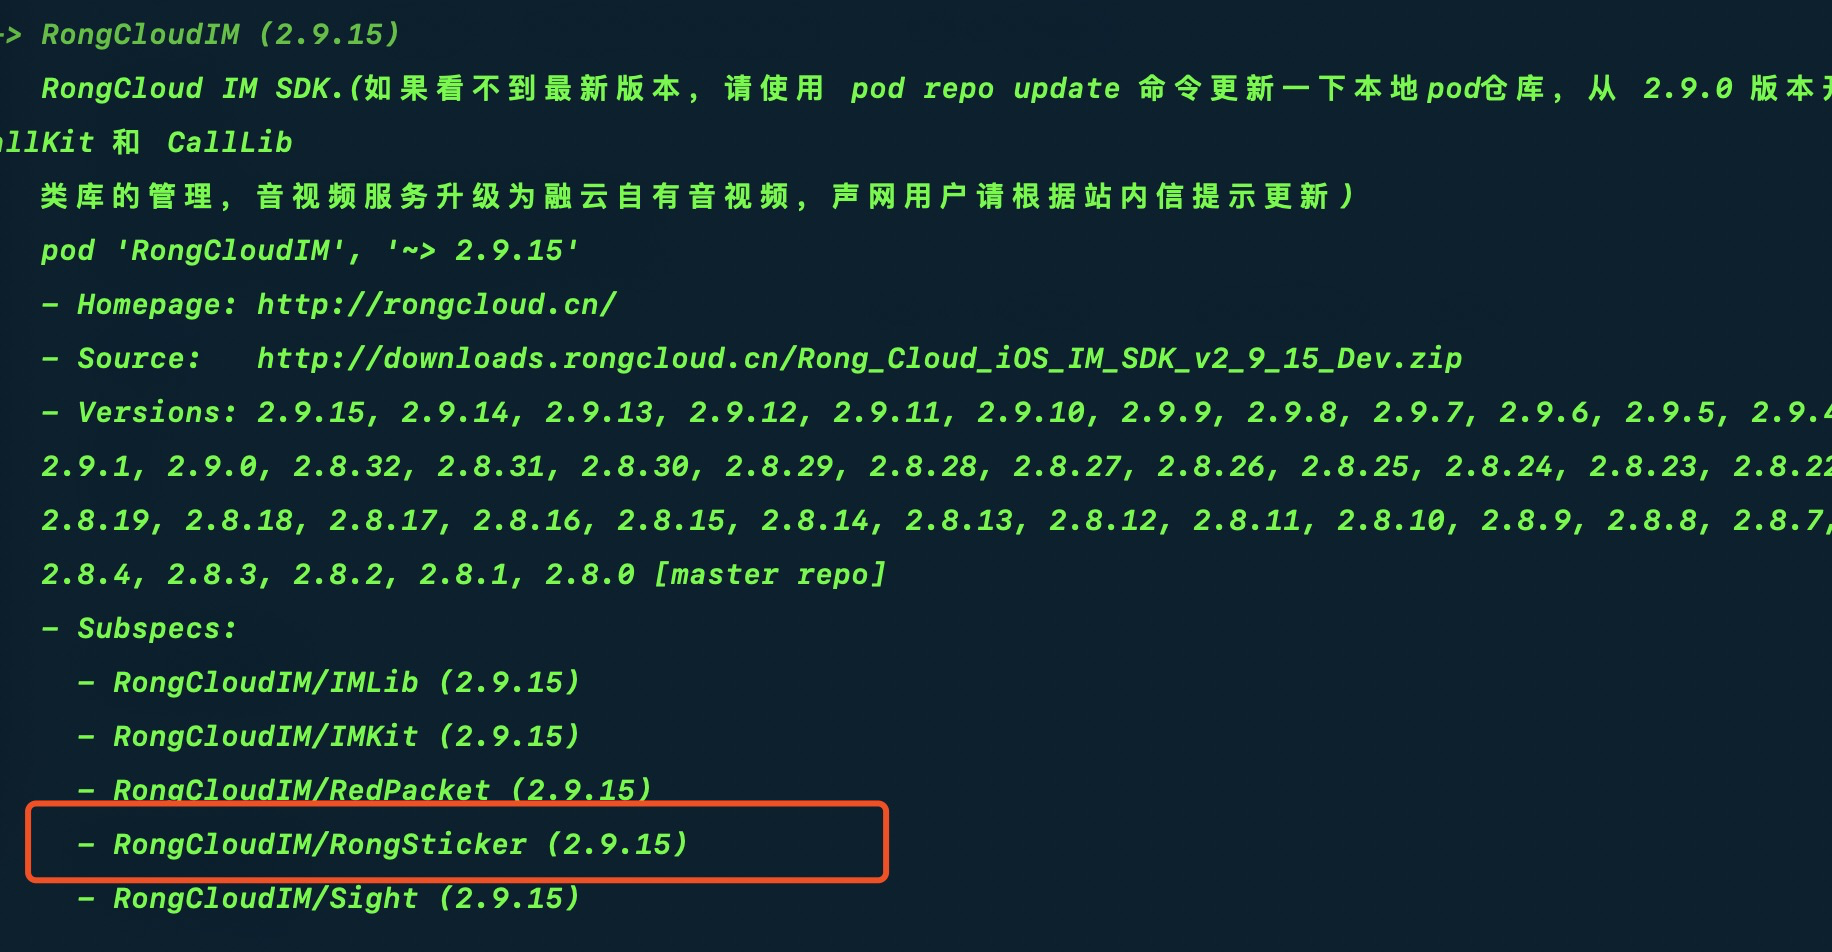 -> RongCloudIM (2.9.15)
RongCloud IM SDK.(如果看不到最新版本, 请使用 pod repo update 命令更新一下本地pod仓库, 从 2.9.0 版本开
allKit 和 CallLib
类库的管理, 音视频服务升级为融云自有音视频, 声网用户请根据站内信提示更新)
pod 'RongCloudIM', '~> 2.9.15'
- Homepage: http://rongcloud.cn/
- Source:   http://downloads.rongcloud.cn/Rong_Cloud_iOS_IM_SDK_v2_9_15_Dev.zip
- Versions: 2.9.15, 2.9.14, 2.9.13, 2.9.12, 2.9.11, 2.9.10, 2.9.9, 2.9.8, 2.9.7, 2.9.6, 2.9.5, 2.9.4
2.9.1, 2.9.0, 2.8.32, 2.8.31, 2.8.30, 2.8.29, 2.8.28, 2.8.27, 2.8.26, 2.8.25, 2.8.24, 2.8.23, 2.8.22
2.8.19, 2.8.18, 2.8.17, 2.8.16, 2.8.15, 2.8.14, 2.8.13, 2.8.12, 2.8.11, 2.8.10, 2.8.9, 2.8.8, 2.8.7,
2.8.4, 2.8.3, 2.8.2, 2.8.1, 2.8.0 [master repo]
- Subspecs:
- RongCloudIM/IMLib (2.9.15)
- RongCloudIM/IMKit (2.9.15)
- RongCloudIM/RedPacket (2.9.15)
- RongCloudIM/RongSticker (2.9.15)
- RongCloudIM/Sight (2.9.15)